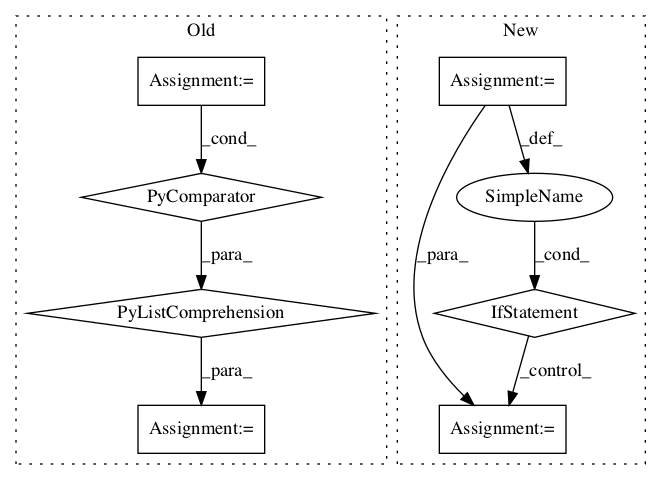 Old
New
Assignment:=
Assignment:=
_cond_
_def_
PyComparator
SimpleName
_para_
_para_
_cond_
PyListComprehension
IfStatement
_para_
_control_
Assignment:=
Assignment:=